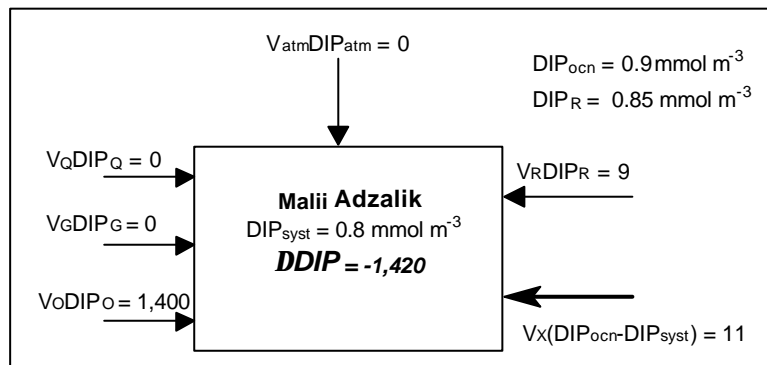 VatmDIPatm = 0
DIPocn = 0.9 mmol m-3
DIPR = 0.85 mmol m-3
VQDIPQ = 0
VRDIPR = 9
Malii Adzalik
DIPsyst = 0.8 mmol m-3
DDIP = -1,420
VGDIPG = 0
VODIPO = 1,400
VX(DIPocn-DIPsyst) = 11